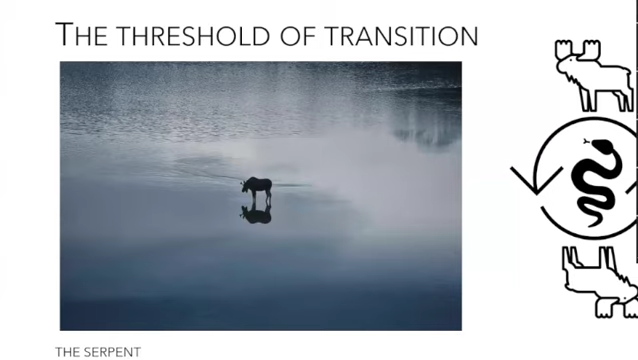 THE THRESHOLD OF TRANSITION
THE SERPENT